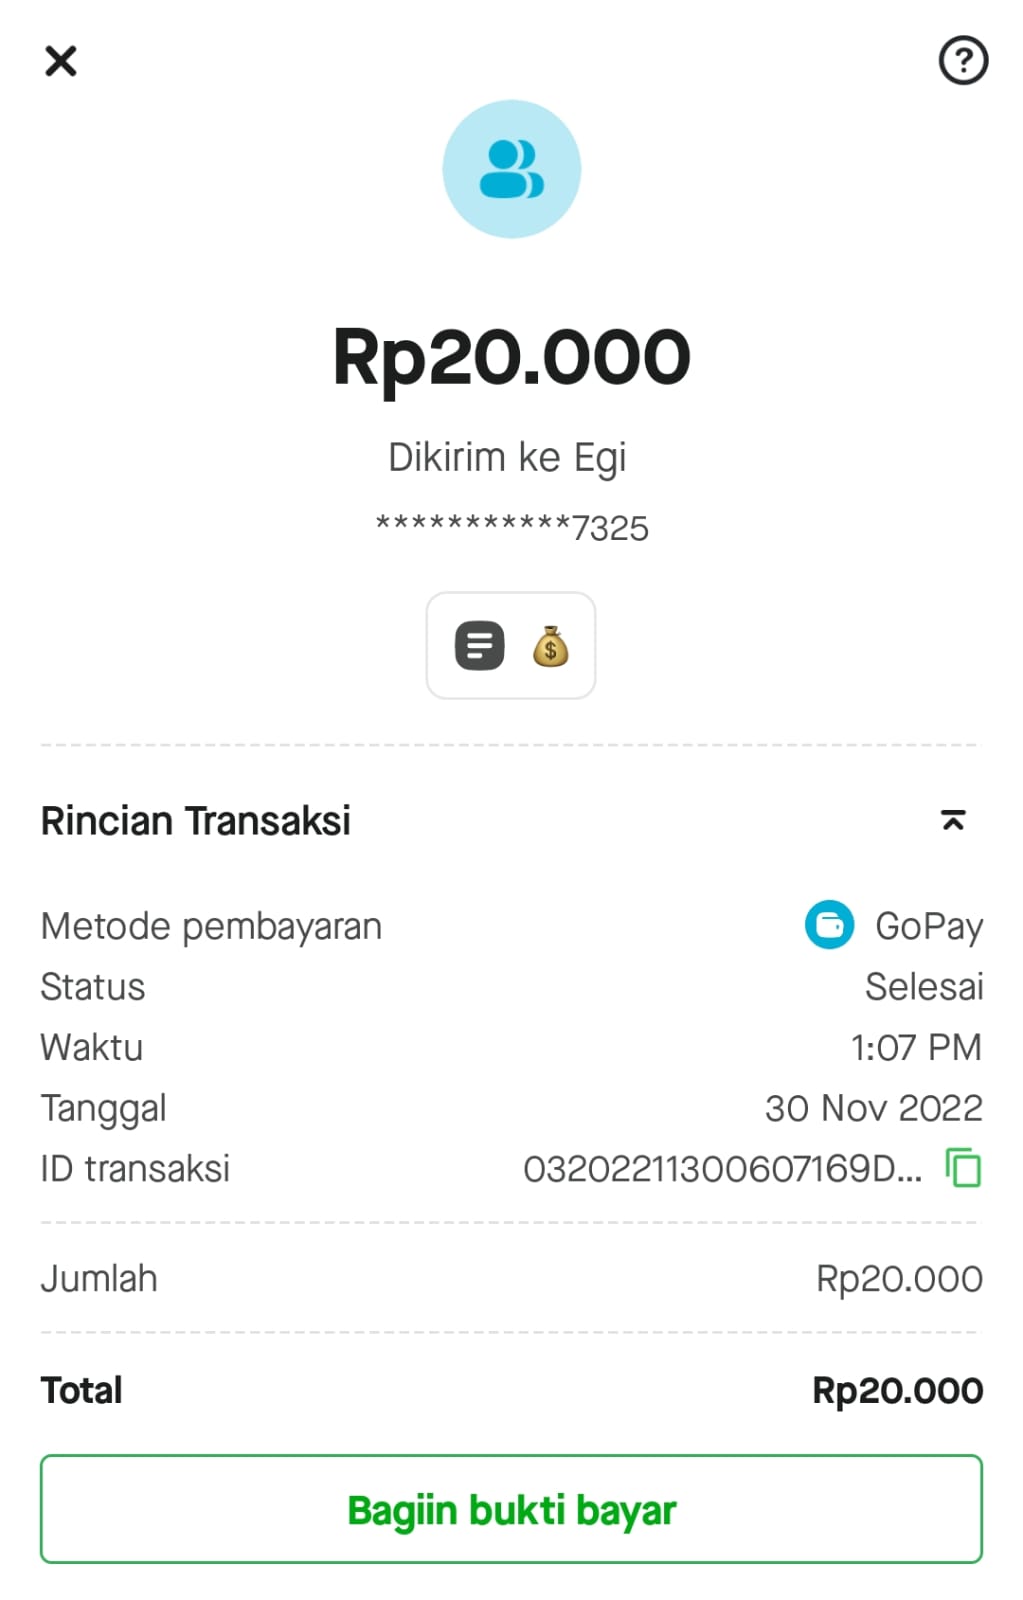 Rp20.000
Dikirim ke Egi
***********7325
Rincian Transaksi
Metode pembayaran GoPay
Status Selesai
Waktu 1:07 PM
Tanggal 30 Nov 2022
ID transaksi 03202211300607169D...
Jumlah Rp20.000
Total Rp20.000
Bagiin bukti bayar